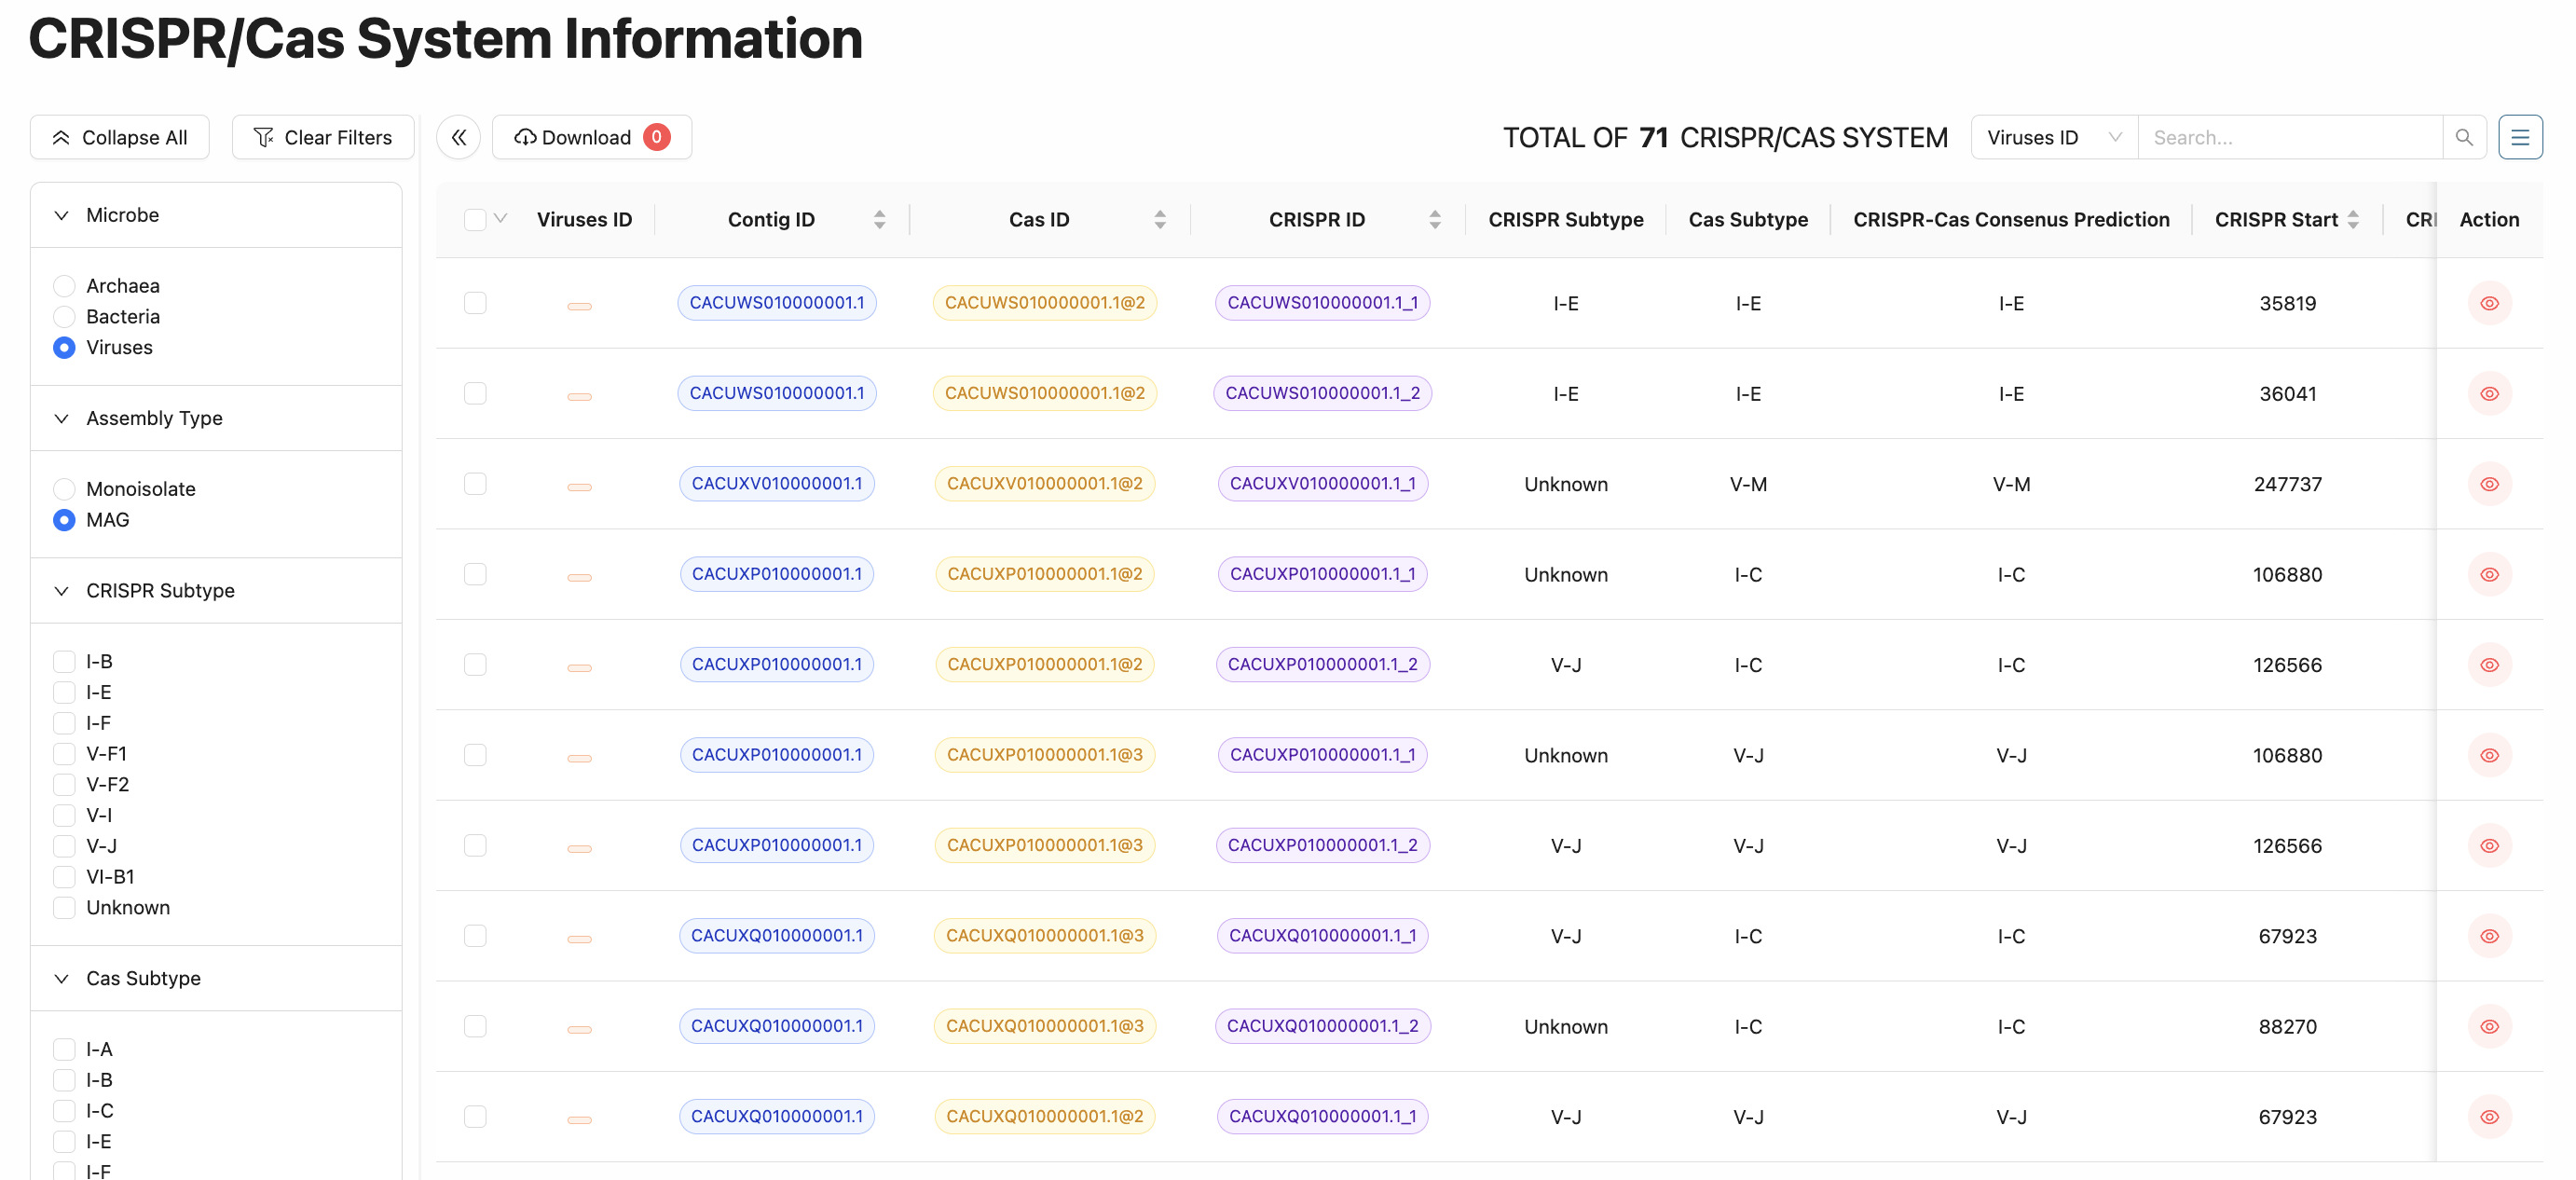 CRISPR/Cas System Information
Collapse All
Clear Filters
Download 0
TOTAL OF 71 CRISPR/CAS SYSTEM
Viruses ID
Search...
Microbe
Archaea
Bacteria
Viruses
Assembly Type
Monoisolate
MAG
CRISPR Subtype
I-B
I-E
I-F
V-F1
V-F2
V-I
V-J
VI-B1
Unknown
Cas Subtype
I-A
I-B
I-C
I-E
I-F
Viruses ID Contig ID Cas ID CRISPR ID CRISPR Subtype Cas Subtype CRISPR-Cas Consenus Prediction CRISPR Start CRI Action
CACUWS010000001.1 CACUWS010000001.1@2 CACUWS010000001.1_1 I-E I-E I-E 35819
CACUWS010000001.1 CACUWS010000001.1@2 CACUWS010000001.1_2 I-E I-E I-E 36041
CACUXV010000001.1 CACUXV010000001.1@2 CACUXV010000001.1_1 Unknown V-M V-M 247737
CACUXP010000001.1 CACUXP010000001.1@2 CACUXP010000001.1_1 Unknown I-C I-C 106880
CACUXP010000001.1 CACUXP010000001.1@2 CACUXP010000001.1_2 V-J I-C I-C 126566
CACUXP010000001.1 CACUXP010000001.1@3 CACUXP010000001.1_1 Unknown V-J V-J 106880
CACUXP010000001.1 CACUXP010000001.1@3 CACUXP010000001.1_2 V-J V-J V-J 126566
CACUXQ010000001.1 CACUXQ010000001.1@3 CACUXQ010000001.1_1 V-J I-C I-C 67923
CACUXQ010000001.1 CACUXQ010000001.1@3 CACUXQ010000001.1_2 Unknown I-C I-C 88270
CACUXQ010000001.1 CACUXQ010000001.1@2 CACUXQ010000001.1_1 V-J V-J V-J 67923